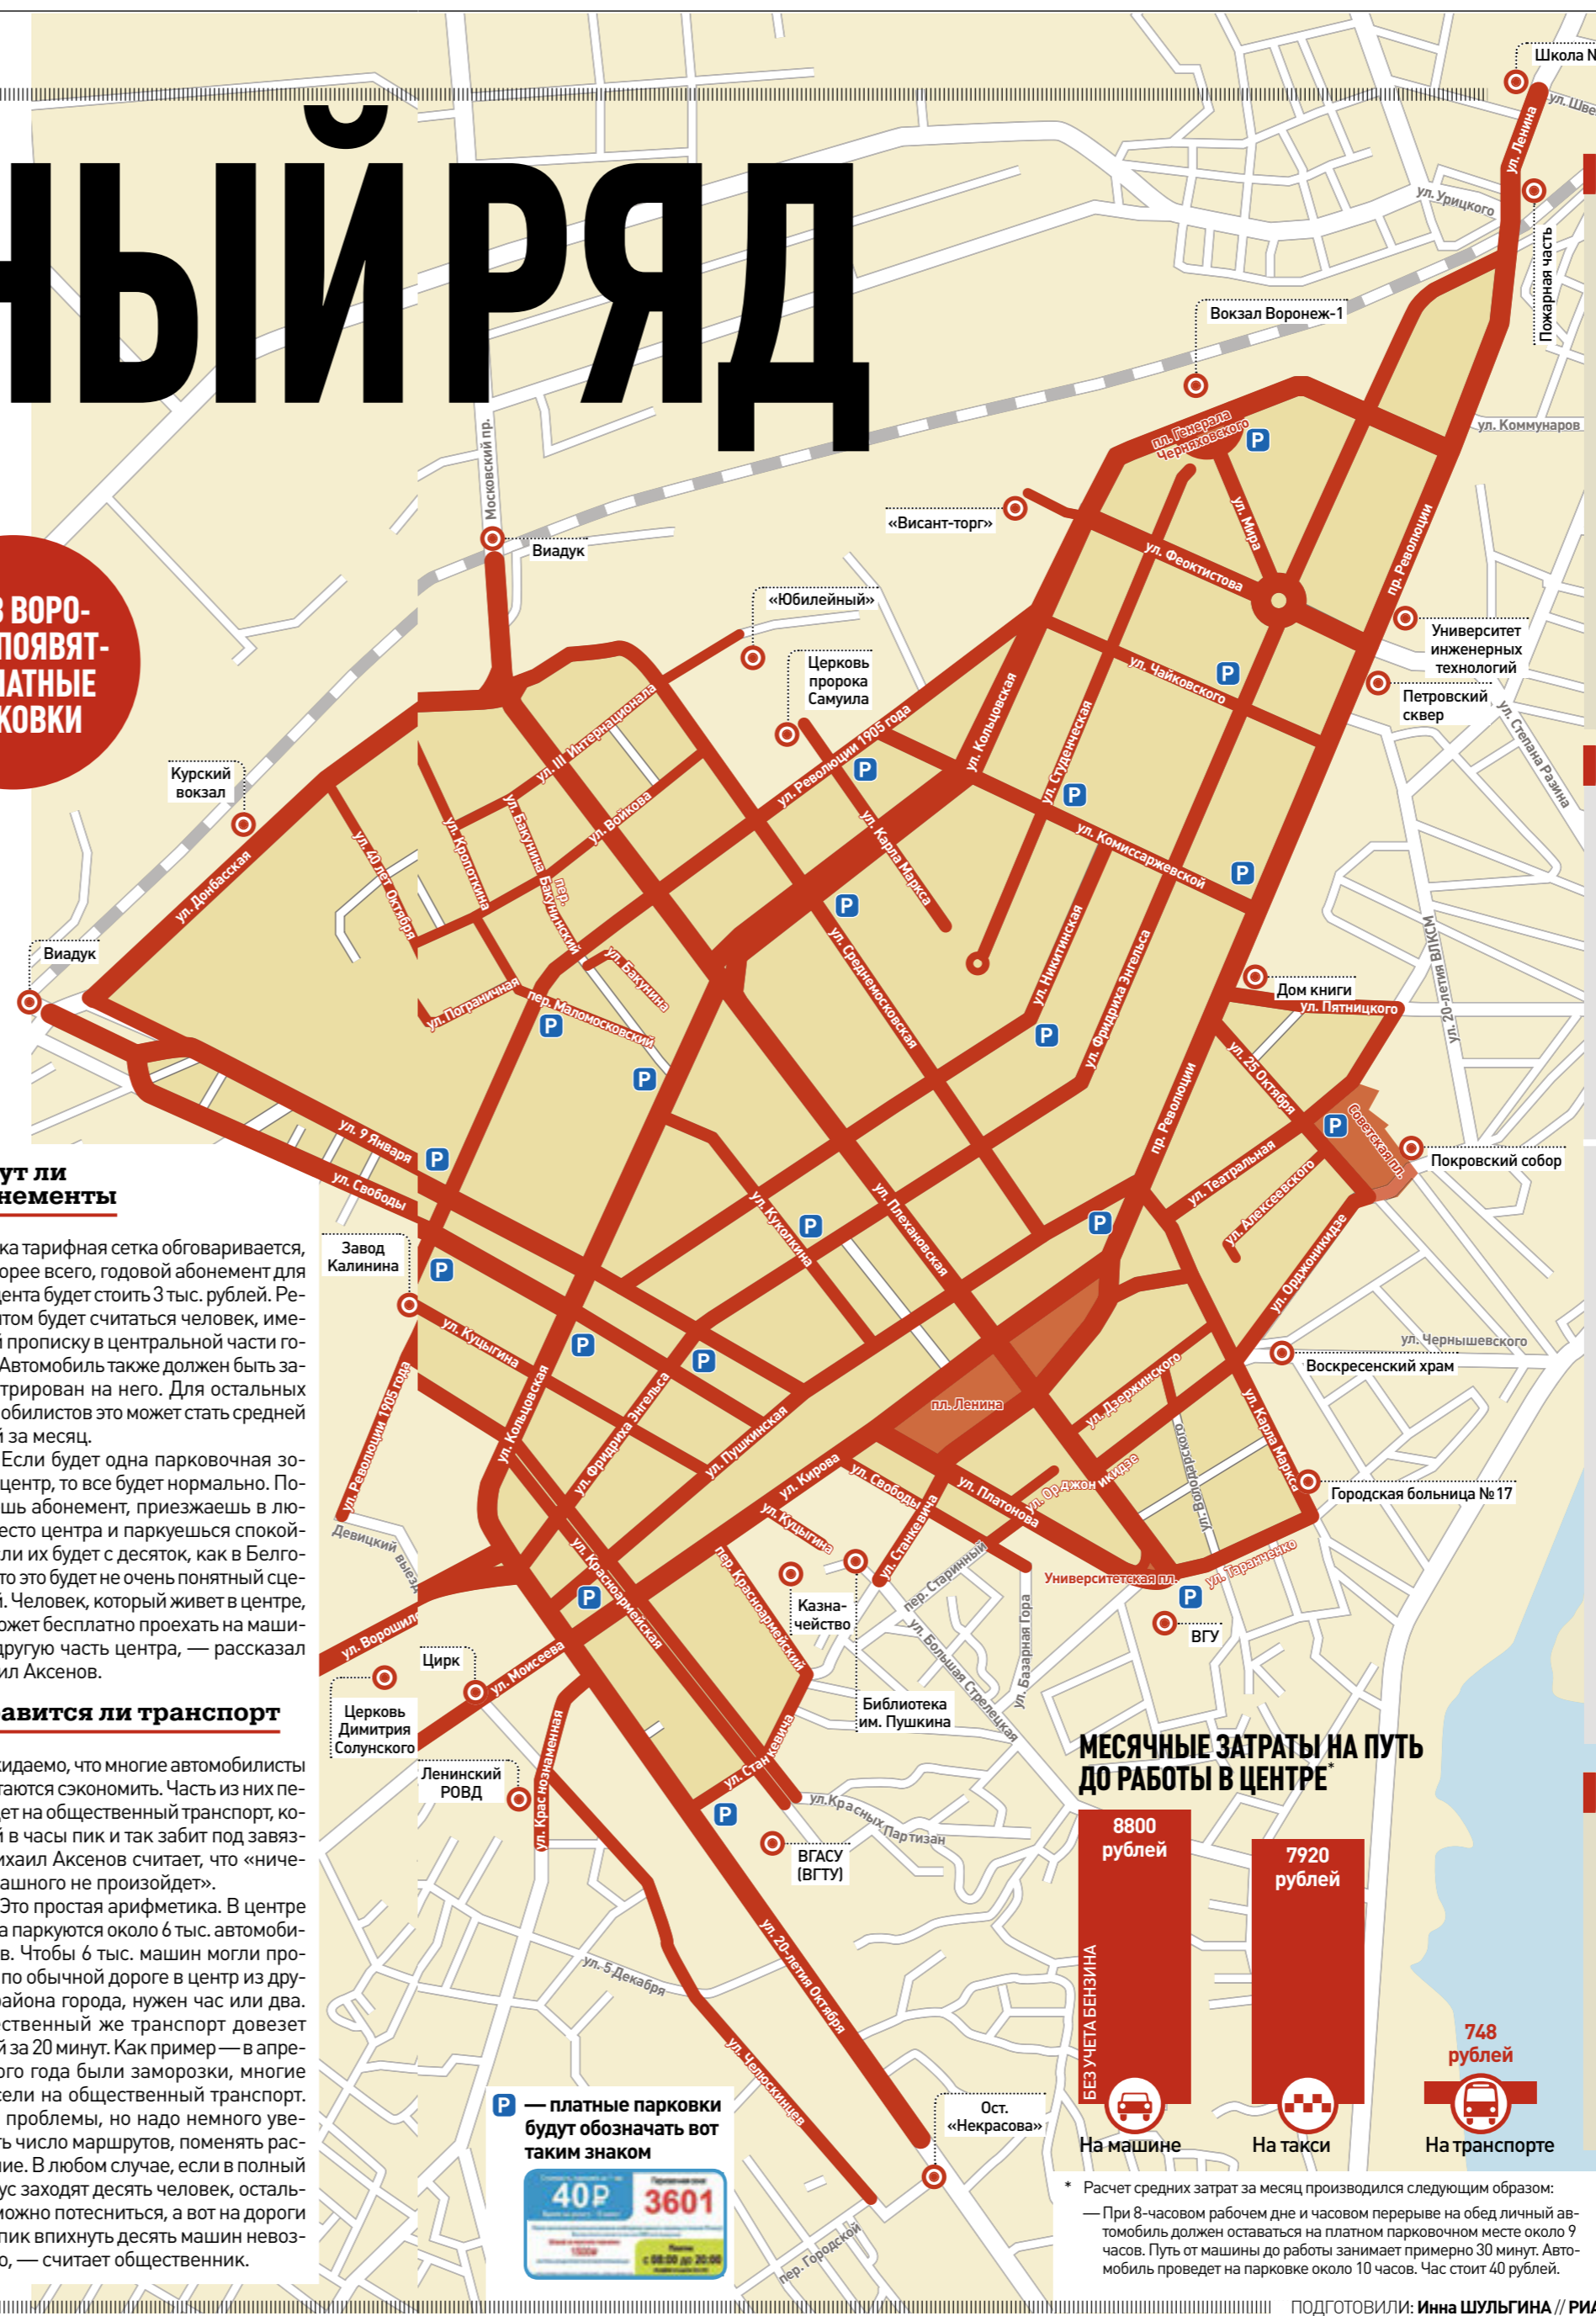 НЫЙ РЯД
В ВОРО-
ПОЯВЯТ-
ЛАТНЫЕ
КОВКИ
Школа №
ул. Ленина
ул. Шве
ул. Урицкого
Пожарная часть
Вокзал Воронеж-1
ул. Коммунаров
пл. Генерала
Черняховского
P
ул. Мира
«Висант-торг»
ул. Феоктистова
пр. Революции
Московский пр.
Виадук
«Юбилейный»
Университет
инженерных
технологий
Церковь
пророка
Самуила
ул. Чайковского
P
Петровский
сквер
ул. Степана Разина
ул. III Интернационала
ул. Революции 1905 года
ул. Кольцовская
ул. Студенческая
P
P
Курский
вокзал
ул. Войкова
ул. Бакунина
ул. Кропоткина
ул. 40 лет Октября
ул. Донбасская
ул. Карла Маркса
ул. Комиссаржевской
P
P
пер.
Бакунинский
ул. Бакунина
ул. Среднемосковская
ул. Никитинская
ул. Фридриха Энгельса
ул. 20-летия ВЛКСМ
Виадук
Дом книги
ул. Пятницкого
ул. Пограничная
пер. Маломосковский
P
P
P
ул. 25 Октября
пр. Революции
P
Советская пл.
Покровский собор
ул. 9 Января
P
ул. Свободы
ул. Театральная
ул. Алексеевского
ул. Куколкина
P
ул. Плехановская
P
ул. Орджоникидзе
Завод
Калинина
P
ул. Куцыгина
P
P
ул. Чернышевского
Воскресенский храм
ул. Революции 1905 года
ул. Кольцовская
ул. Фридриха Энгельса
ул. Пушкинская
пл. Ленина
ул. Дзержинского
ул. Володарского
ул. Карла Маркса
ул. Кирова
ул. Свободы
ул. Платонова
ул. Орджоникидзе
Городская больница № 17
Девицкий выезд
ул. Куцыгина
ул. Станкевича
ул. Красноармейская
пер. Красноармейский
пер. Старинный
Университетская пл.
ул. Таранченко
P
P
Казна-
чейство
ВГУ
ул. Большая Стрелецкая
ул. Базарная Гора
ул. Ворошило
Цирк
ул. Моисеева
Церковь
Димитрия
Солунского
Библиотека
им. Пушкина
Ленинский
РОВД
ул. Краснознаменная
ул. Станкевича
P
ул. Красных Партизан
ВГАСУ
(ВГТУ)
ул. 5 Декабря
ул. 20-летия Октября
ул. Челюскинцев
Ост.
«Некрасова»
пер. Городской
ут ли
нементы
ка тарифная сетка обговаривается,
орее всего, годовой абонемент для
дента будет стоить 3 тыс. рублей. Ре-
нтом будет считаться человек, име-
й прописку в центральной части го-
Автомобиль также должен быть за-
трирован на него. Для остальных
обилистов это может стать средней
й за месяц.
Если будет одна парковочная зо-
центр, то все будет нормально. По-
шь абонемент, приезжаешь в лю-
есто центра и паркуешься спокой-
сли их будет с десяток, как в Белго-
то это будет не очень понятный сце-
й. Человек, который живет в центре,
ожет бесплатно проехать на маши-
другую часть центра, — рассказал
ил Аксенов.
авится ли транспорт
жидаемо, что многие автомобилисты
таются сэкономить. Часть из них пе-
дет на общественный транспорт, ко-
й в часы пик и так забит под завяз-
ихаил Аксенов считает, что «ниче-
ашного не произойдет».
Это простая арифметика. В центре
а паркуются около 6 тыс. автомоби-
в. Чтобы 6 тыс. машин могли про-
по обычной дороге в центр из дру-
района города, нужен час или два.
ественный же транспорт довезет
й за 20 минут. Как пример — в апре-
ого года были заморозки, многие
сели на общественный транспорт.
проблемы, но надо немного уве-
ть число маршрутов, поменять рас-
ние. В любом случае, если в полный
ус заходят десять человек, осталь-
можно потесниться, а вот на дороги
пик впихнуть десять машин невоз-
о, — считает общественник.
P — платные парковки
будут обозначать вот
таким знаком
40₽
3601
1500₽
с 08:00 до 20:00
МЕСЯЧНЫЕ ЗАТРАТЫ НА ПУТЬ
ДО РАБОТЫ В ЦЕНТРЕ*
8800
рублей
БЕЗ УЧЕТА БЕНЗИНА
На машине
7920
рублей
На такси
748
рублей
На транспорте
* Расчет средних затрат за месяц производился следующим образом:
— При 8-часовом рабочем дне и часовом перерыве на обед личный ав-
томобиль должен оставаться на платном парковочном месте около 9
часов. Путь от машины до работы занимает примерно 30 минут. Авто-
мобиль проведет на парковке около 10 часов. Час стоит 40 рублей.
ПОДГОТОВИЛИ: Инна ШУЛЬГИНА // РИА